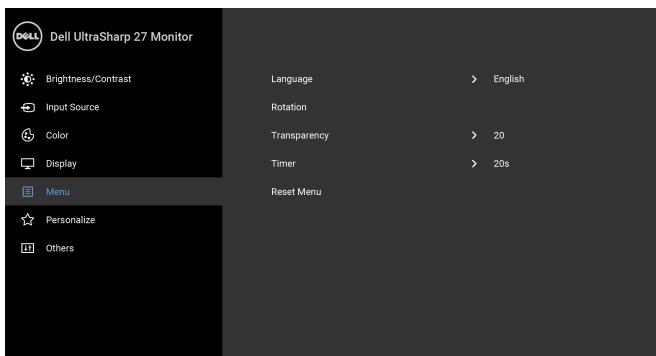 DELL Dell UltraSharp 27 Monitor
Brightness/Contrast
Input Source
Color
Display
Menu
Personalize
Others
Language > English
Rotation
Transparency > 20
Timer > 20s
Reset Menu